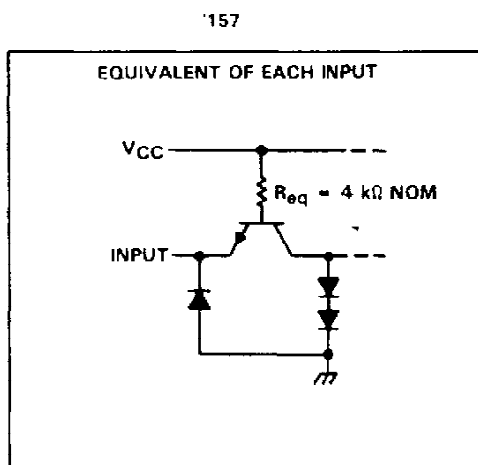 '157
EQUIVALENT OF EACH INPUT
VCC
Req = 4 kΩ NOM
INPUT